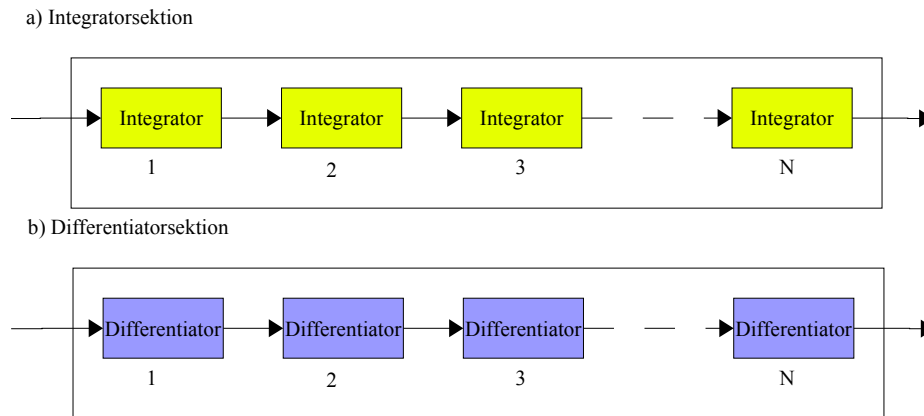 a) Integratorsektion
Integrator Integrator Integrator Integrator
1 2 3 N
b) Differentiatorsektion
Differentiator Differentiator Differentiator Differentiator
1 2 3 N